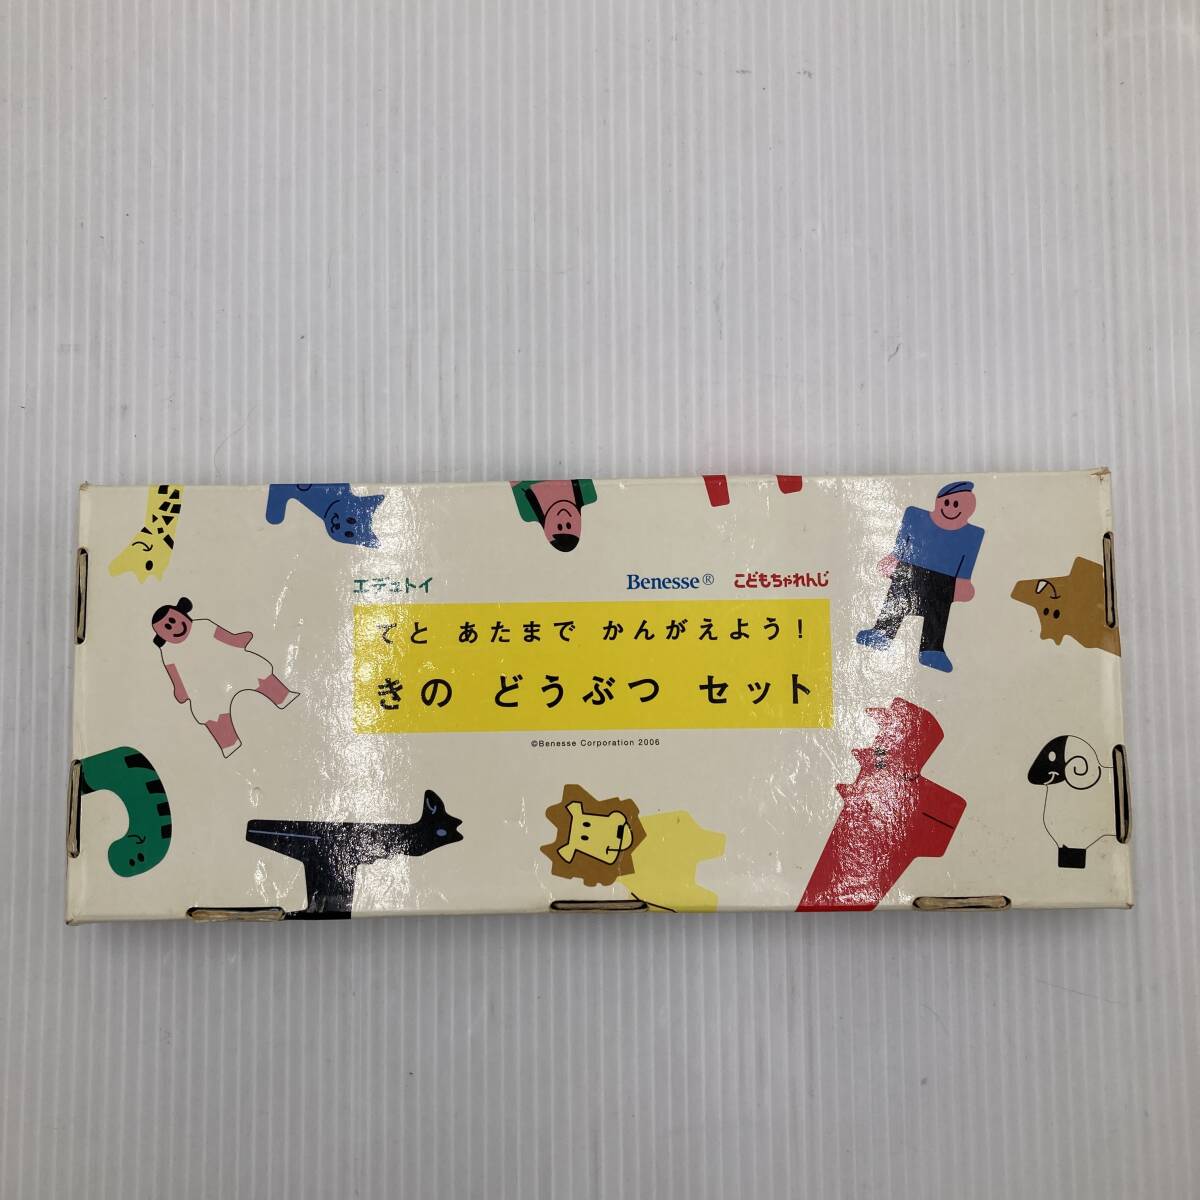 エデュトイ Benesse® こどもちゃれんじ
てと あたまで かんがえよう!
きの どうぶつ セット
©Benesse Corporation 2006